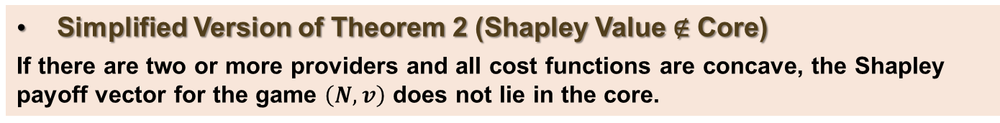 • Simplified Version of Theorem 2 (Shapley Value ∉ Core)
If there are two or more providers and all cost functions are concave, the Shapley
payoff vector for the game (N, v) does not lie in the core.